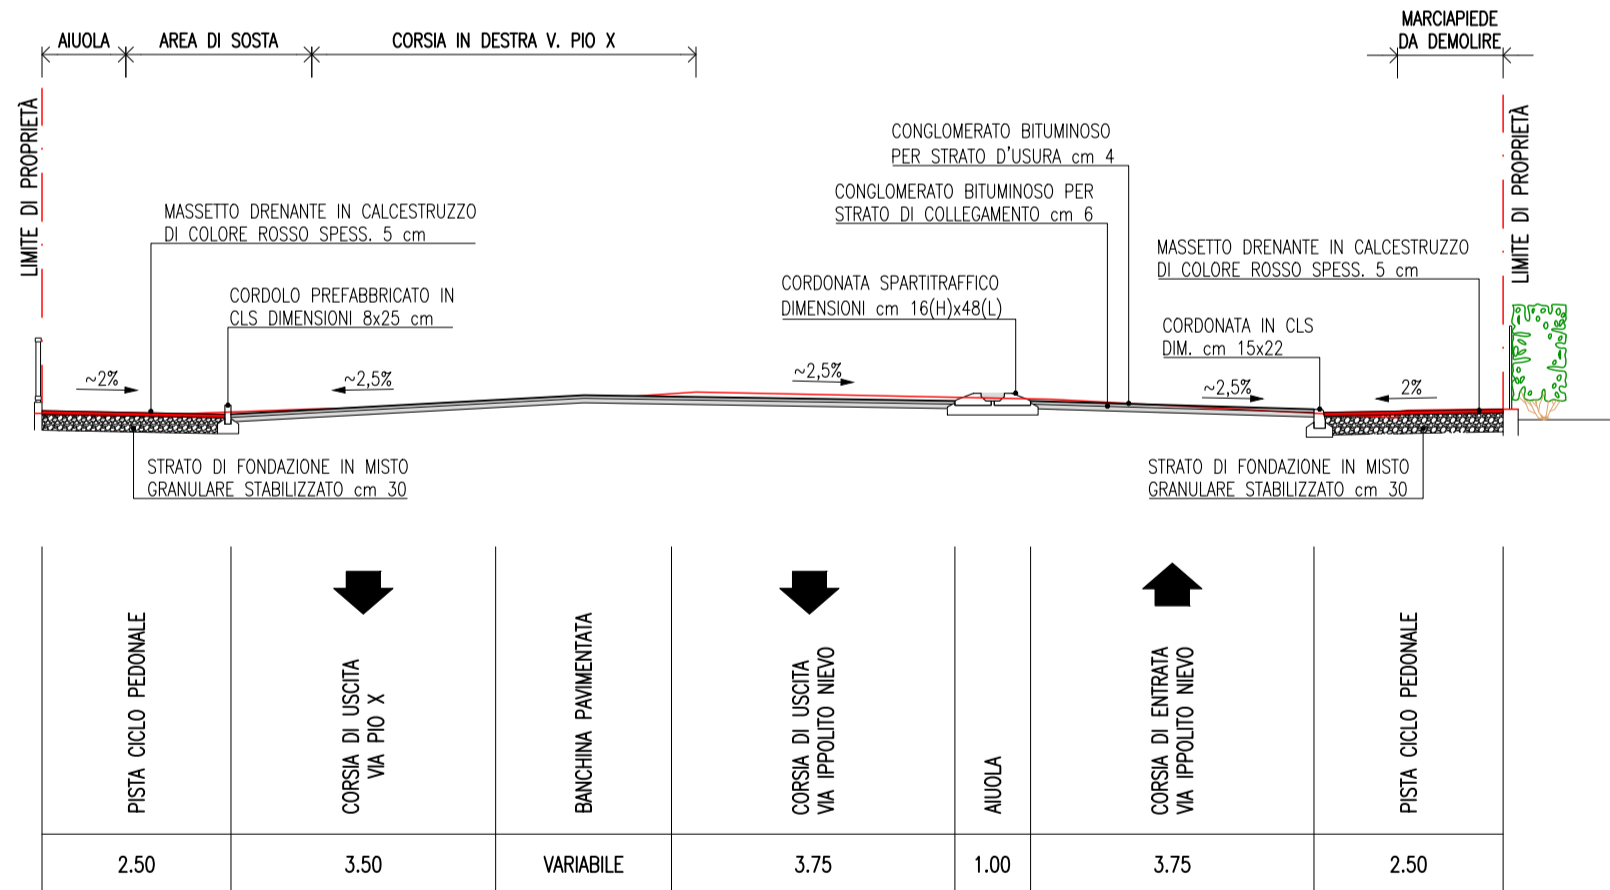 AIUOLA
AREA DI SOSTA
CORSIA IN DESTRA V. PIO X
MARCIAPIEDE
DA DEMOLIRE
LIMITE DI PROPRIETÀ
LIMITE DI PROPRIETÀ
CONGLOMERATO BITUMINOSO
PER STRATO D'USURA cm 4
CONGLOMERATO BITUMINOSO PER
STRATO DI COLLEGAMENTO cm 6
MASSETTO DRENANTE IN CALCESTRUZZO
DI COLORE ROSSO SPESS. 5 cm
MASSETTO DRENANTE IN CALCESTRUZZO
DI COLORE ROSSO SPESS. 5 cm
CORDOLO PREFABBRICATO IN
CLS DIMENSIONI 8x25 cm
CORDONATA SPARTITRAFFICO
DIMENSIONI cm 16(H)x48(L)
CORDONATA IN CLS
DIM. cm 15x22
~2%
~2,5%
~2,5%
~2,5%
2%
STRATO DI FONDAZIONE IN MISTO
GRANULARE STABILIZZATO cm 30
STRATO DI FONDAZIONE IN MISTO
GRANULARE STABILIZZATO cm 30
PISTA CICLO PEDONALE
CORSIA DI USCITA
VIA PIO X
BANCHINA PAVIMENTATA
CORSIA DI USCITA
VIA IPPOLITO NIEVO
AIUOLA
CORSIA DI ENTRATA
VIA IPPOLITO NIEVO
PISTA CICLO PEDONALE
2.50
3.50
VARIABILE
3.75
1.00
3.75
2.50